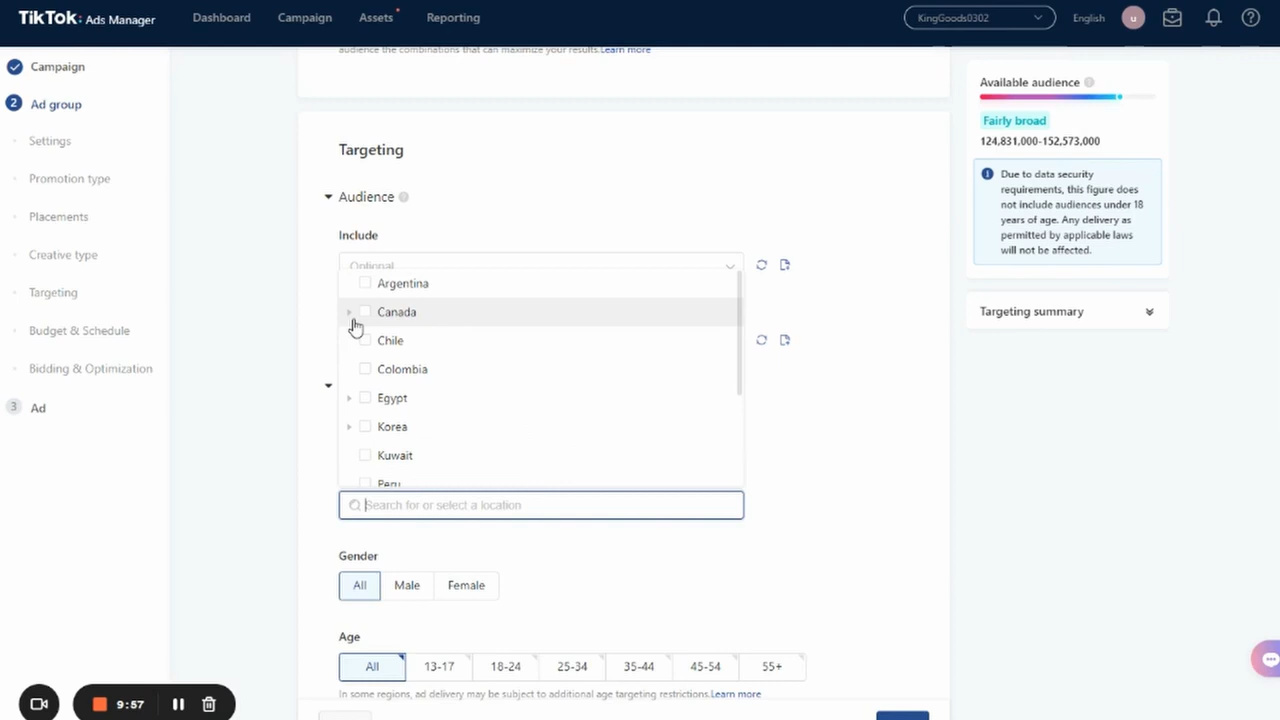 TikTok: Ads Manager
Dashboard
Campaign
Assets
Reporting
KingGoods0302
English
u
Campaign
2 Ad group
Settings
Promotion type
Placements
Creative type
Targeting
Budget & Schedule
Bidding & Optimization
3 Ad
audience the combinations that can maximize your results.Learn more
Targeting
Audience
Include
Optional
Argentina
Canada
Chile
Colombia
Egypt
Korea
Kuwait
Peru
Search for or select a location
Gender
All Male Female
Age
All 13-17 18-24 25-34 35-44 45-54 55+
In some regions, ad delivery may be subject to additional age targeting restrictions.Learn more
Available audience
Fairly broad
124,831,000-152,573,000
Due to data security
requirements, this figure does
not include audiences under 18
years of age. Any delivery as
permitted by applicable laws
will not be affected.
Targeting summary
9:57